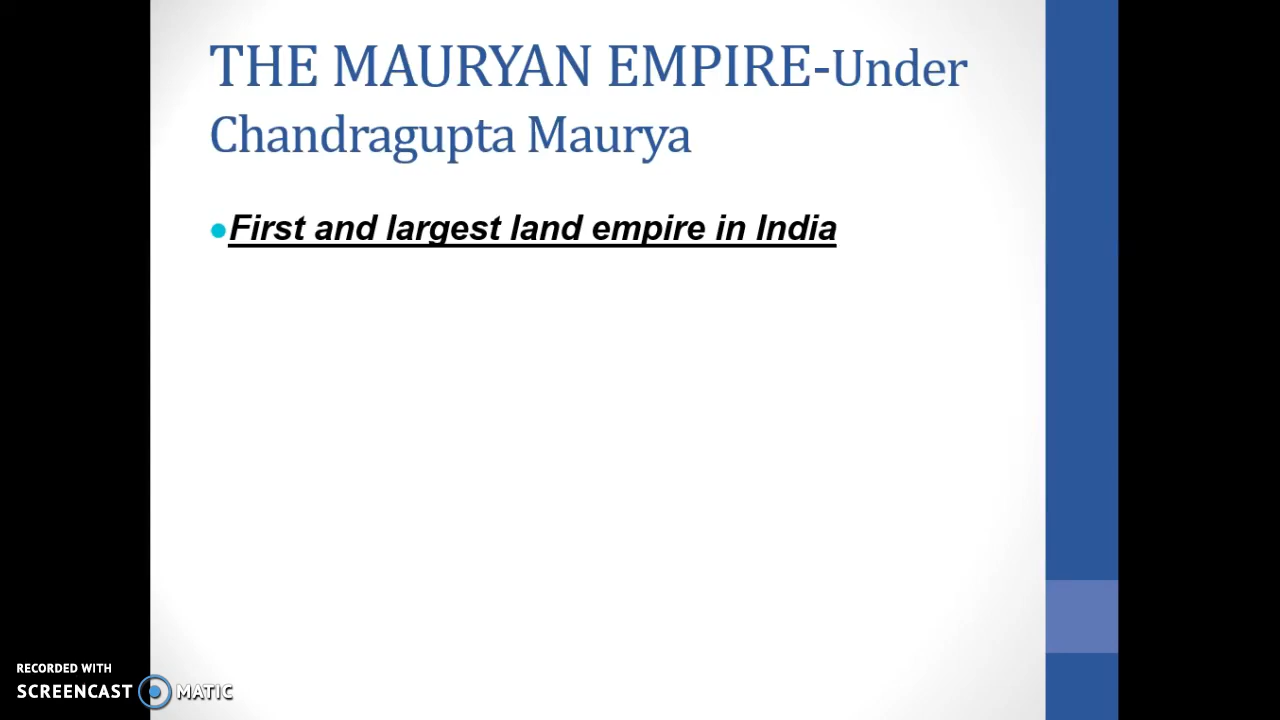 THE MAURYAN EMPIRE-Under
Chandragupta Maurya
●First and largest land empire in India
RECORDED WITH
SCREENCAST MATIC